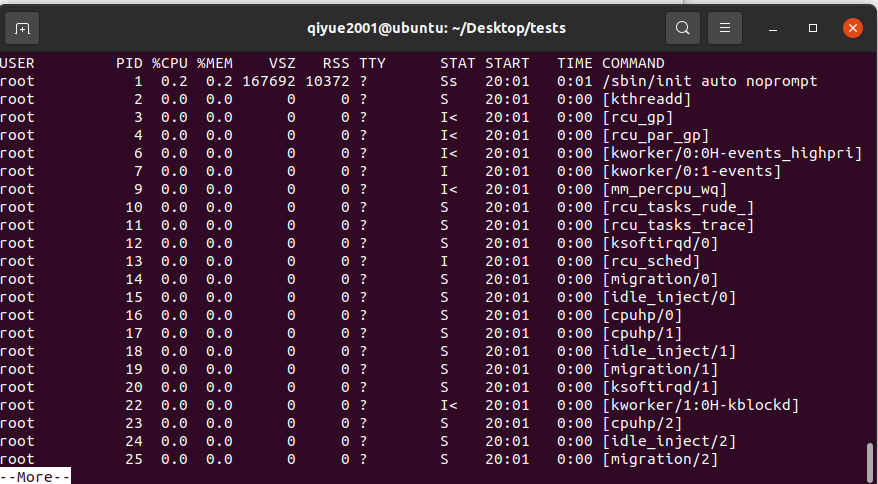 qiyue2001@ubuntu: ~/Desktop/tests
USER         PID %CPU %MEM    VSZ   RSS TTY      STAT START   TIME COMMAND
root           1  0.2  0.2 167692 10372 ?        Ss   20:01   0:01 /sbin/init auto noprompt
root           2  0.0  0.0      0     0 ?        S    20:01   0:00 [kthreadd]
root           3  0.0  0.0      0     0 ?        I<   20:01   0:00 [rcu_gp]
root           4  0.0  0.0      0     0 ?        I<   20:01   0:00 [rcu_par_gp]
root           6  0.0  0.0      0     0 ?        I<   20:01   0:00 [kworker/0:0H-events_highpri]
root           7  0.0  0.0      0     0 ?        I    20:01   0:00 [kworker/0:1-events]
root           9  0.0  0.0      0     0 ?        I<   20:01   0:00 [mm_percpu_wq]
root          10  0.0  0.0      0     0 ?        S    20:01   0:00 [rcu_tasks_rude_]
root          11  0.0  0.0      0     0 ?        S    20:01   0:00 [rcu_tasks_trace]
root          12  0.0  0.0      0     0 ?        S    20:01   0:00 [ksoftirqd/0]
root          13  0.0  0.0      0     0 ?        I    20:01   0:00 [rcu_sched]
root          14  0.0  0.0      0     0 ?        S    20:01   0:00 [migration/0]
root          15  0.0  0.0      0     0 ?        S    20:01   0:00 [idle_inject/0]
root          16  0.0  0.0      0     0 ?        S    20:01   0:00 [cpuhp/0]
root          17  0.0  0.0      0     0 ?        S    20:01   0:00 [cpuhp/1]
root          18  0.0  0.0      0     0 ?        S    20:01   0:00 [idle_inject/1]
root          19  0.0  0.0      0     0 ?        S    20:01   0:00 [migration/1]
root          20  0.0  0.0      0     0 ?        S    20:01   0:00 [ksoftirqd/1]
root          22  0.0  0.0      0     0 ?        I<   20:01   0:00 [kworker/1:0H-kblockd]
root          23  0.0  0.0      0     0 ?        S    20:01   0:00 [cpuhp/2]
root          24  0.0  0.0      0     0 ?        S    20:01   0:00 [idle_inject/2]
root          25  0.0  0.0      0     0 ?        S    20:01   0:00 [migration/2]
--More--